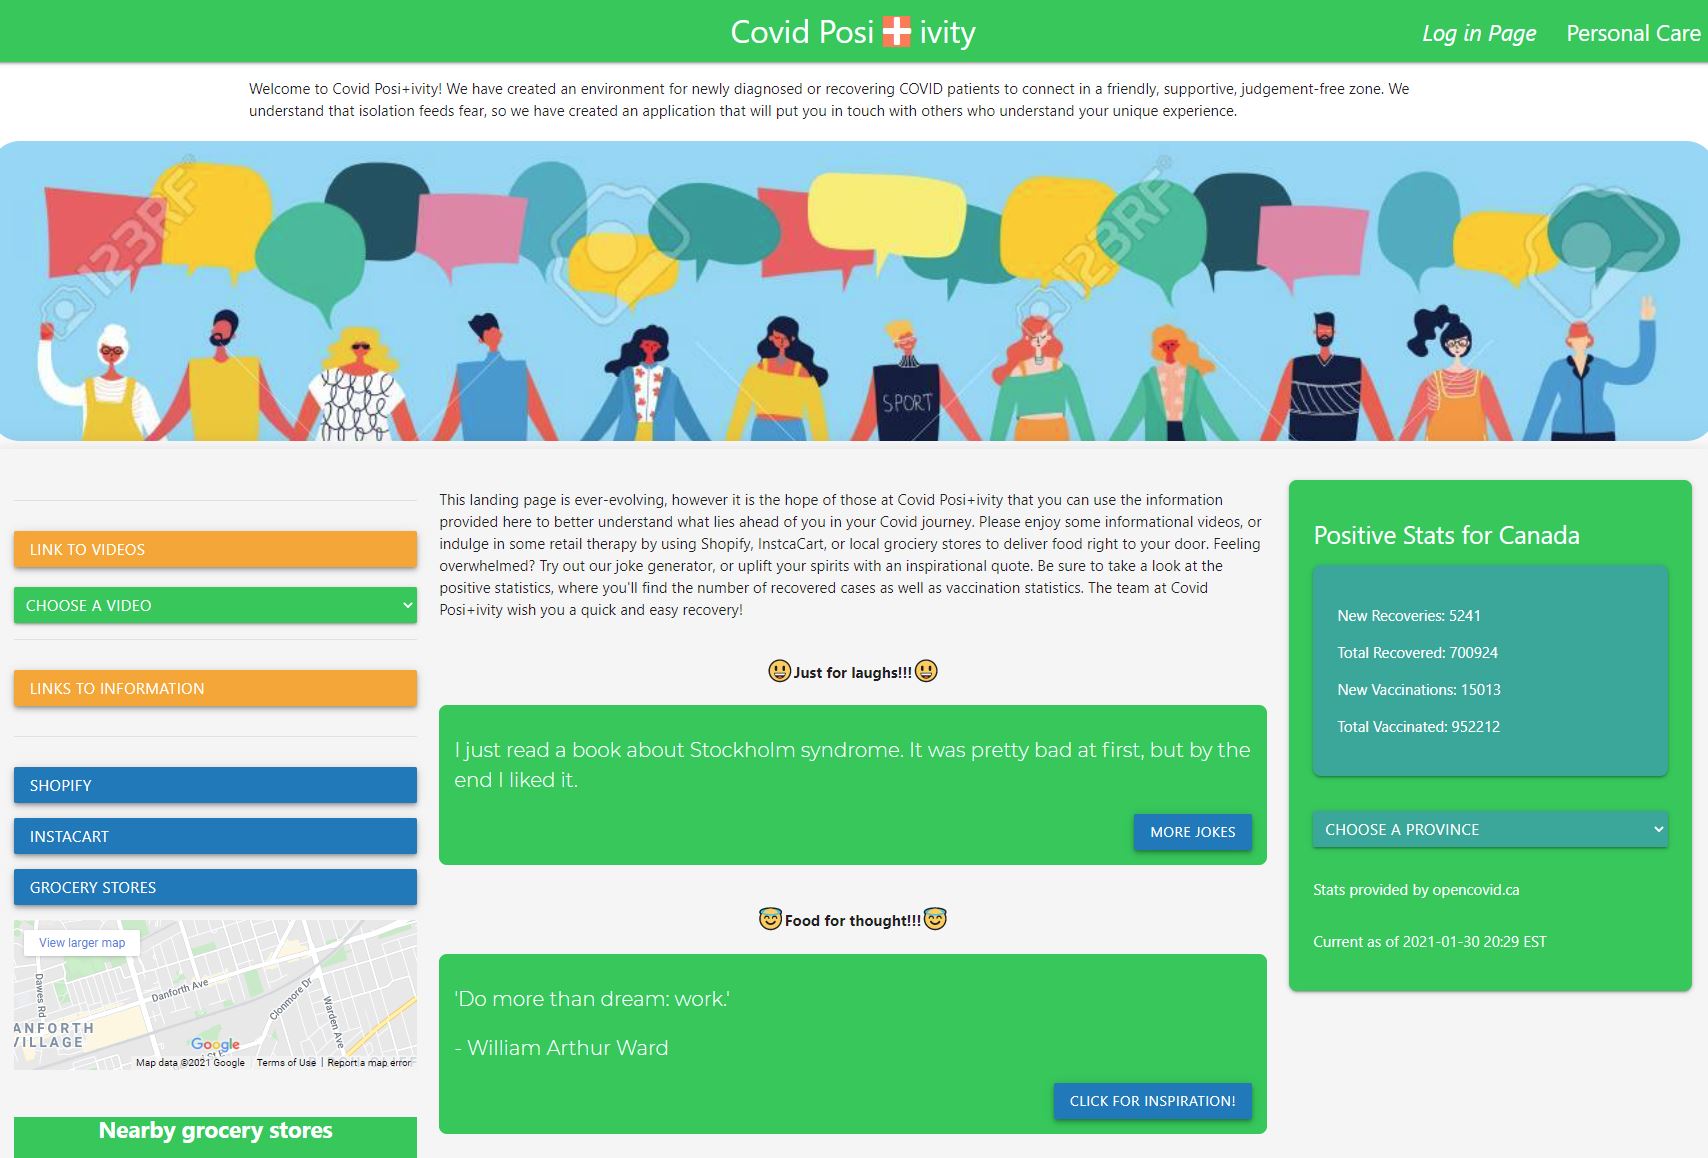 Covid Posi + ivity
Log in Page
Personal Care
Welcome to Covid Posi+ivity! We have created an environment for newly diagnosed or recovering COVID patients to connect in a friendly, supportive, judgement-free zone. We
understand that isolation feeds fear, so we have created an application that will put you in touch with others who understand your unique experience.
123RF
123RF
SPORT
LINK TO VIDEOS
CHOOSE A VIDEO
LINKS TO INFORMATION
SHOPIFY
INSTACART
GROCERY STORES
View larger map
Dawes Rd
Danforth Ave
Clonmore Dr
Warden Ave
ANFORTH
VILLAGE
Google
Map data ©2021 Google
Terms of Use
Report a map error
Nearby grocery stores
This landing page is ever-evolving, however it is the hope of those at Covid Posi+ivity that you can use the information
provided here to better understand what lies ahead of you in your Covid journey. Please enjoy some informational videos, or
indulge in some retail therapy by using Shopify, InstcaCart, or local grociery stores to deliver food right to your door. Feeling
overwhelmed? Try out our joke generator, or uplift your spirits with an inspirational quote. Be sure to take a look at the
positive statistics, where you'll find the number of recovered cases as well as vaccination statistics. The team at Covid
Posi+ivity wish you a quick and easy recovery!
Just for laughs!!!
I just read a book about Stockholm syndrome. It was pretty bad at first, but by the
end I liked it.
MORE JOKES
Food for thought!!!
'Do more than dream: work.'
- William Arthur Ward
CLICK FOR INSPIRATION!
Positive Stats for Canada
New Recoveries: 5241
Total Recovered: 700924
New Vaccinations: 15013
Total Vaccinated: 952212
CHOOSE A PROVINCE
Stats provided by opencovid.ca
Current as of 2021-01-30 20:29 EST